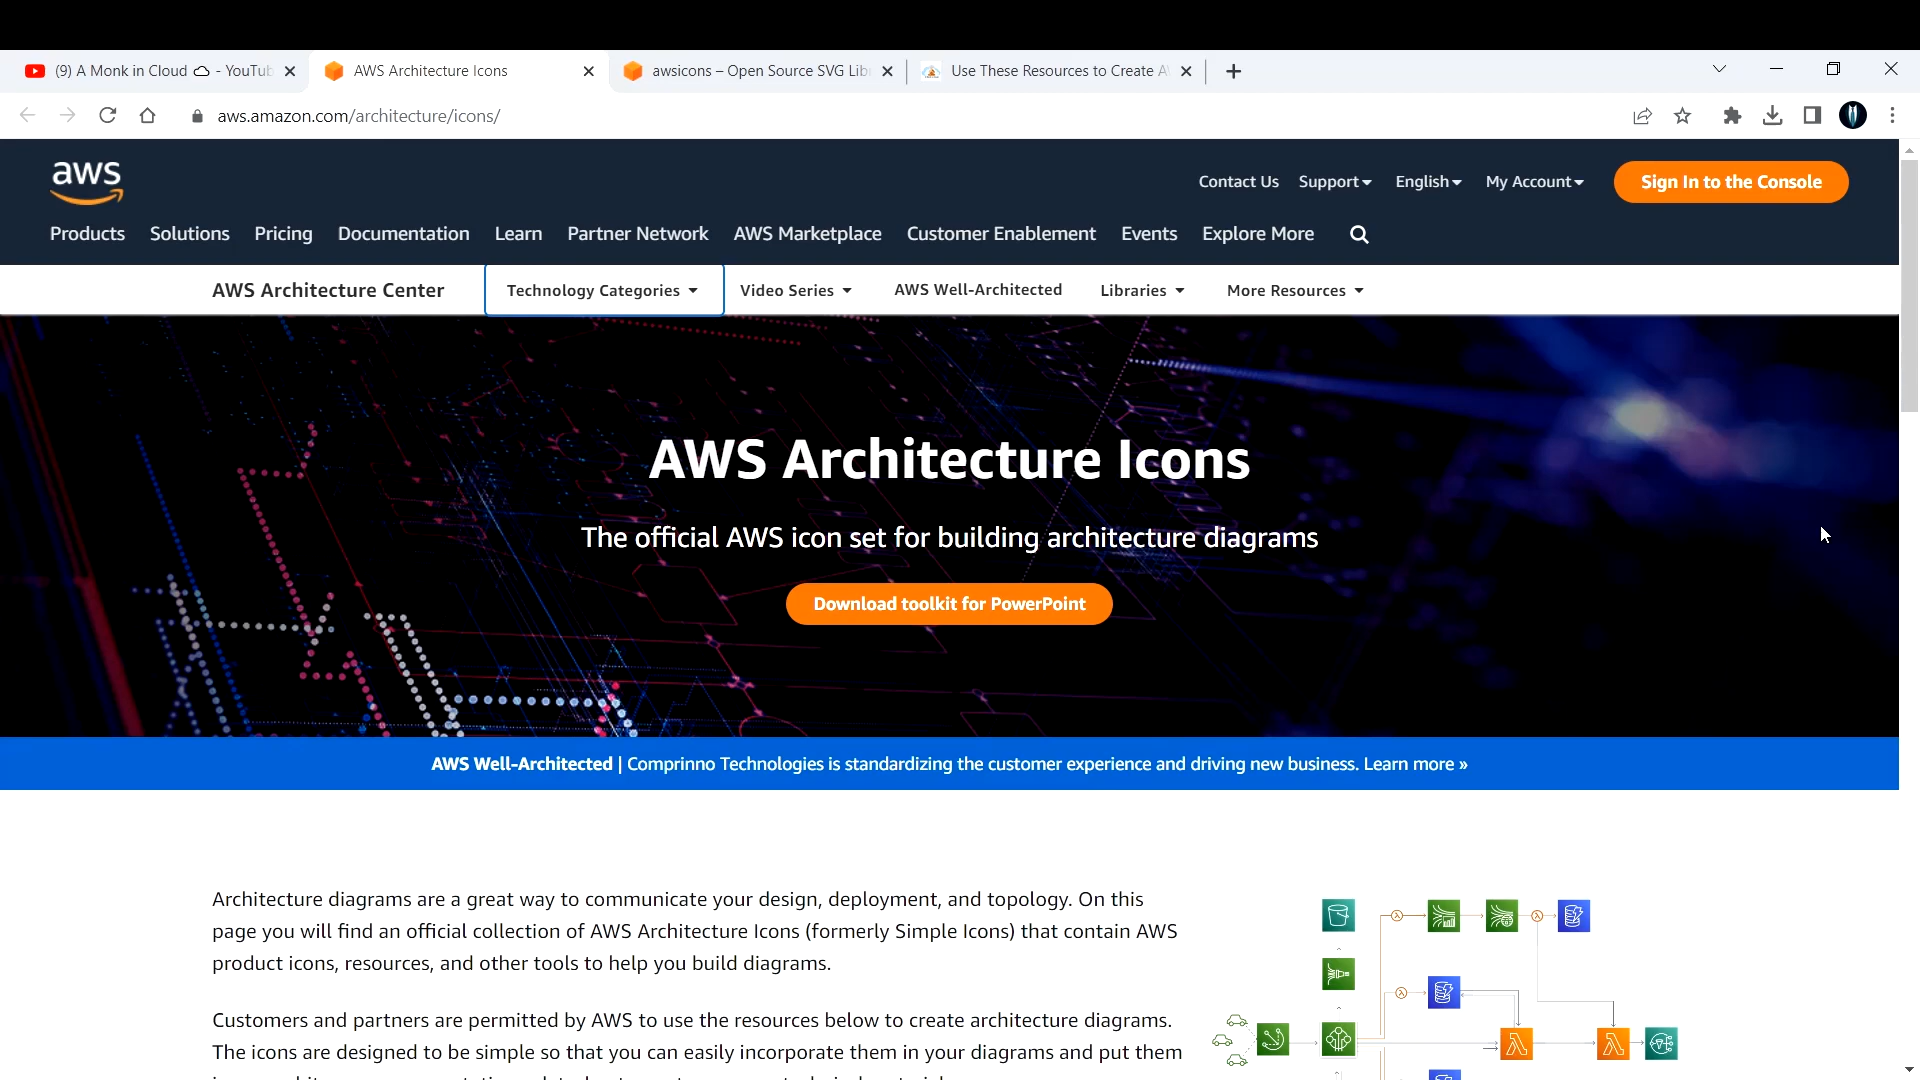 (9) A Monk in Cloud - YouTub
AWS Architecture Icons
awsicons – Open Source SVG Lib
Use These Resources to Create A
aws.amazon.com/architecture/icons/
aws
Contact Us
Support
English
My Account
Sign In to the Console
Products
Solutions
Pricing
Documentation
Learn
Partner Network
AWS Marketplace
Customer Enablement
Events
Explore More
AWS Architecture Center
Technology Categories
Video Series
AWS Well-Architected
Libraries
More Resources
AWS Architecture Icons
The official AWS icon set for building architecture diagrams
Download toolkit for PowerPoint
AWS Well-Architected | Comprinno Technologies is standardizing the customer experience and driving new business. Learn more »
Architecture diagrams are a great way to communicate your design, deployment, and topology. On this
page you will find an official collection of AWS Architecture Icons (formerly Simple Icons) that contain AWS
product icons, resources, and other tools to help you build diagrams.
Customers and partners are permitted by AWS to use the resources below to create architecture diagrams.
The icons are designed to be simple so that you can easily incorporate them in your diagrams and put them